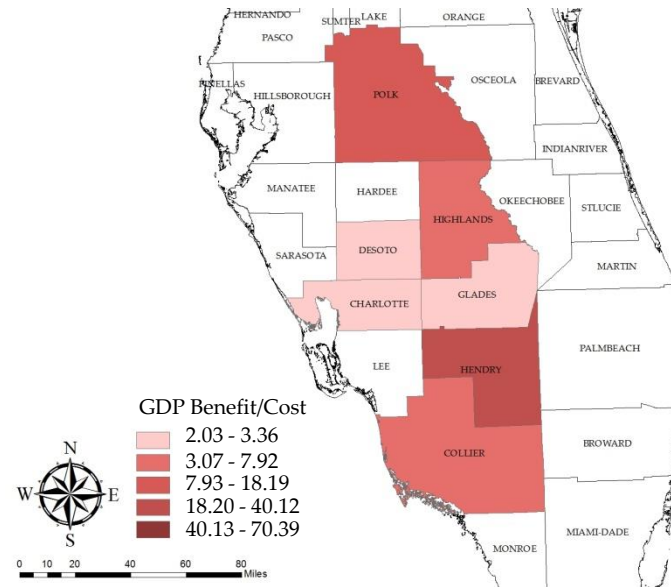 HERNANDO
SUMTER
LAKE
ORANGE
PASCO
PINELLAS
HILLSBOROUGH
POLK
OSCEOLA
BREVARD
INDIANRIVER
MANATEE
HARDEE
HIGHLANDS
OKEECHOBEE
STLUCIE
SARASOTA
DESOTO
MARTIN
CHARLOTTE
GLADES
LEE
HENDRY
PALMBEACH
COLLIER
BROWARD
MONROE
MIAMI-DADE
GDP Benefit/Cost
2.03 - 3.36
3.07 - 7.92
7.93 - 18.19
18.20 - 40.12
40.13 - 70.39
N
W E
S
0 10 20 40 60 80
Miles